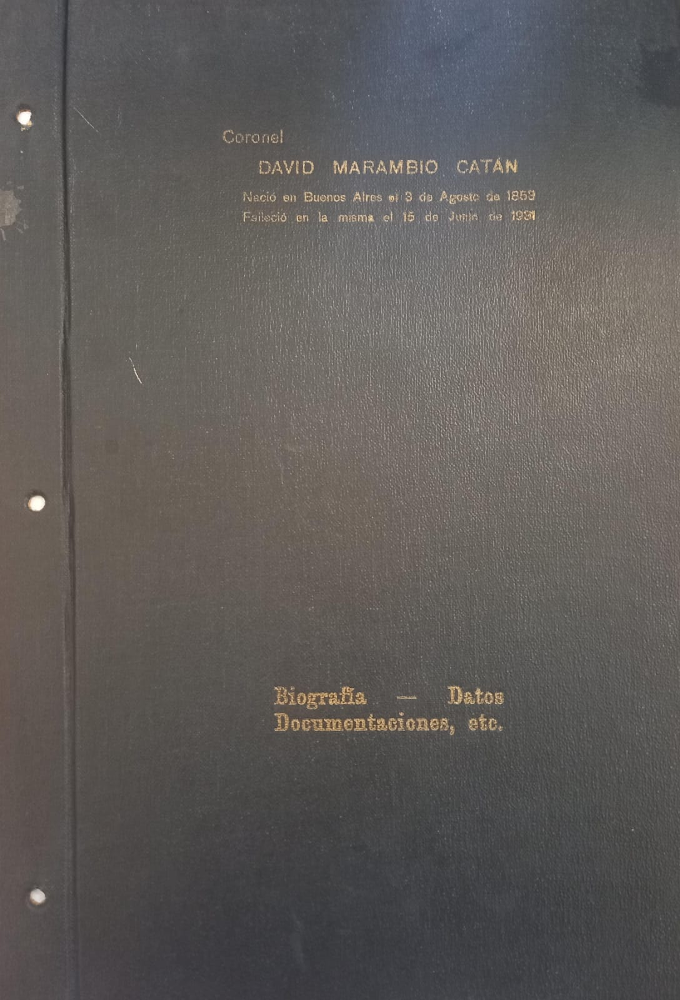 Coronel
DAVID MARAMBIO CATÁN
Nació en Buenos Aires el 3 de Agosto de 1859
Falleció en la misma el 15 de Junio de 1931
Biografía — Datos
Documentaciones, etc.